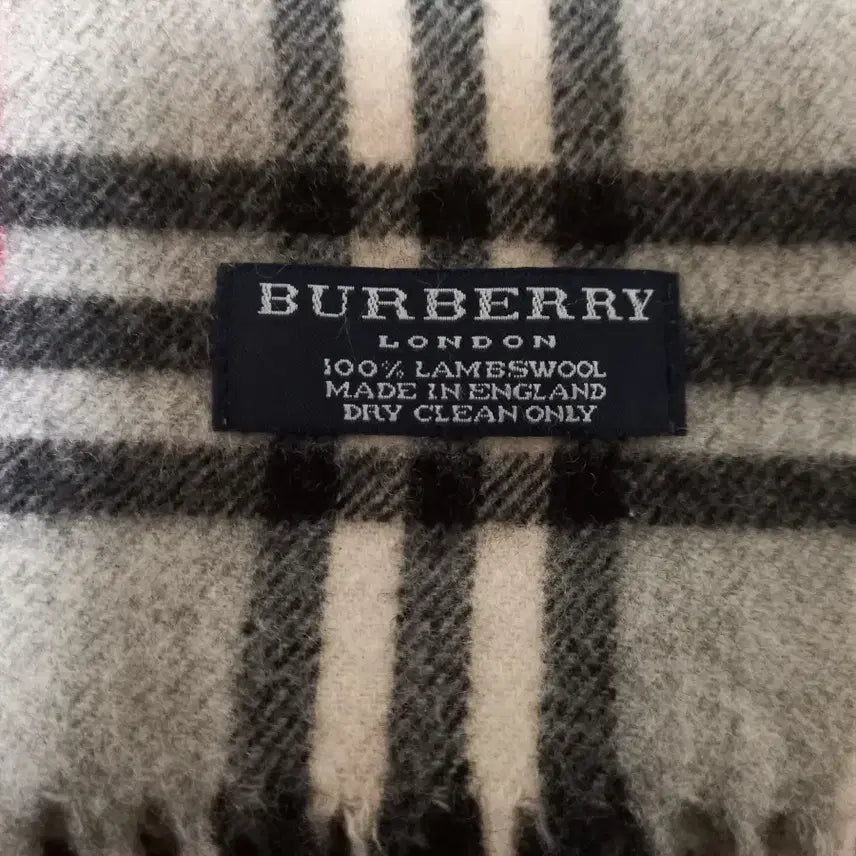 BURBERRY
LONDON
100% LAMBSWOOL
MADE IN ENGLAND
DRY CLEAN ONLY